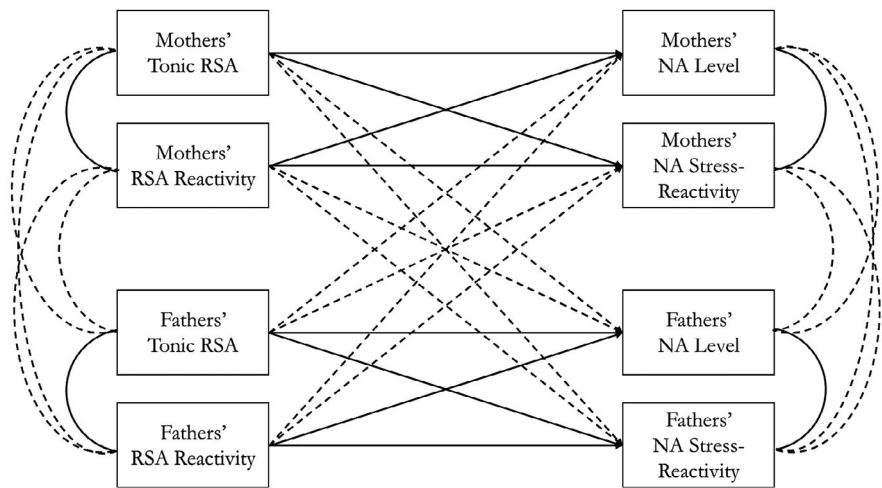 Mothers'
Tonic RSA
Mothers'
NA Level
Mothers'
RSA Reactivity
Mothers'
NA Stress-
Reactivity
Fathers'
Tonic RSA
Fathers'
NA Level
Fathers'
RSA Reactivity
Fathers'
NA Stress-
Reactivity